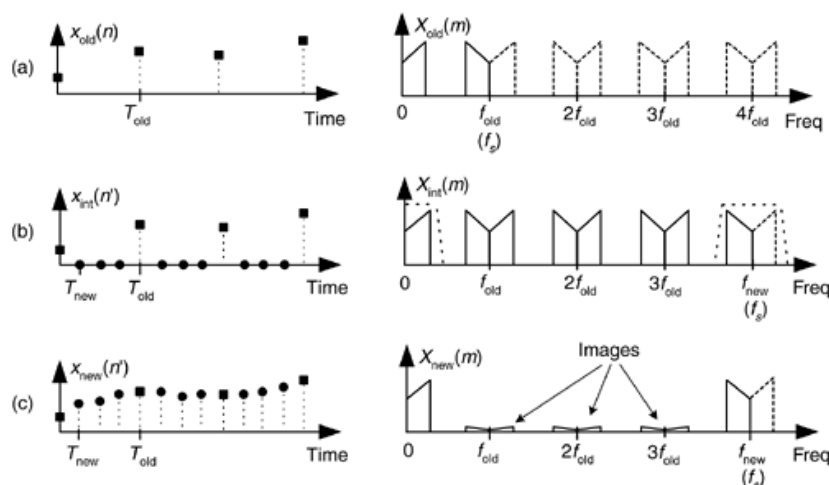 (a)
x_old(n)
T_old
Time
X_old(m)
0
f_old
(f_s)
2f_old
3f_old
4f_old
Freq
(b)
x_int(n')
T_new
T_old
Time
X_int(m)
0
f_old
2f_old
3f_old
f_new
(f_s)
Freq
(c)
x_new(n')
T_new
T_old
Time
X_new(m)
Images
0
f_old
2f_old
3f_old
f_new
(f_s)
Freq